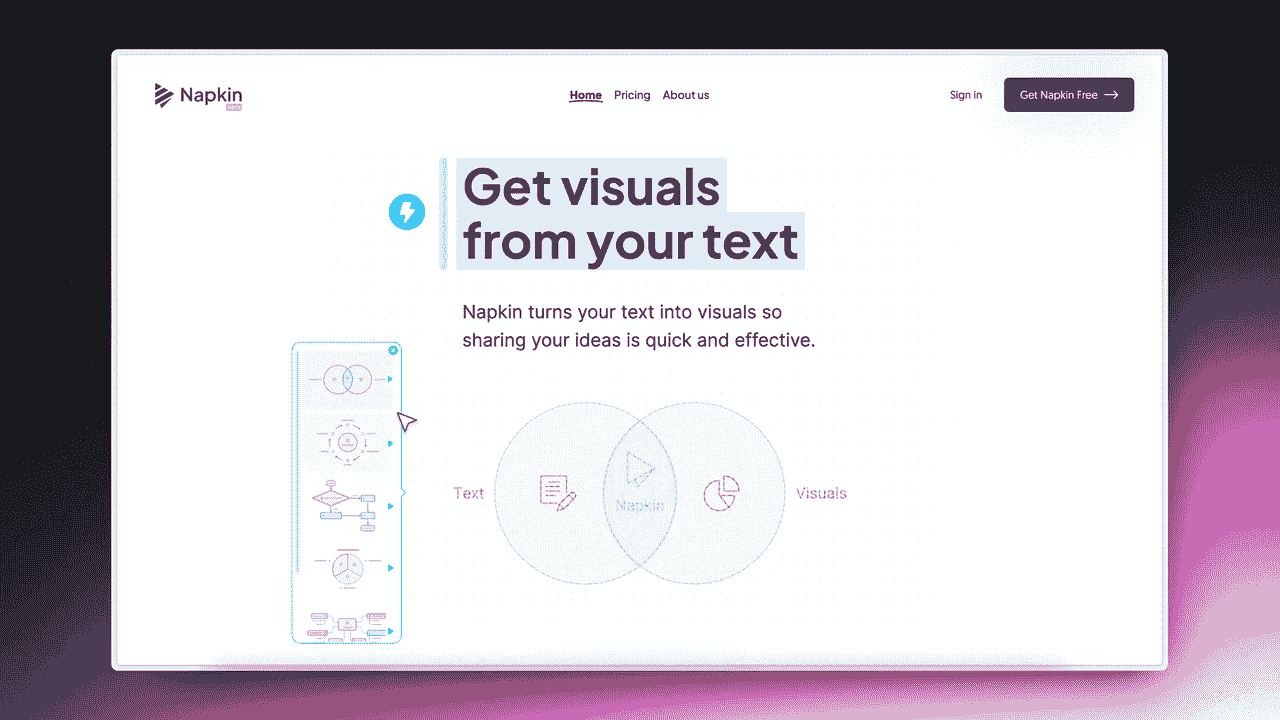 Napkin
Home Pricing About us
Sign in
Get Napkin Free
Get visuals
from your text
Napkin turns your text into visuals so
sharing your ideas is quick and effective.
Text
Napkin
Visuals